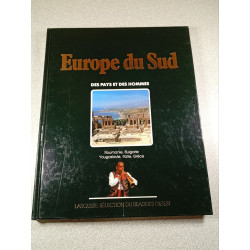 Europe du Sud
DES PAYS ET DES HOMMES
Roumanie, Bulgarie
Yougoslavie, Italie, Grèce
LAROUSSE-SÉLECTION DU READER'S DIGEST